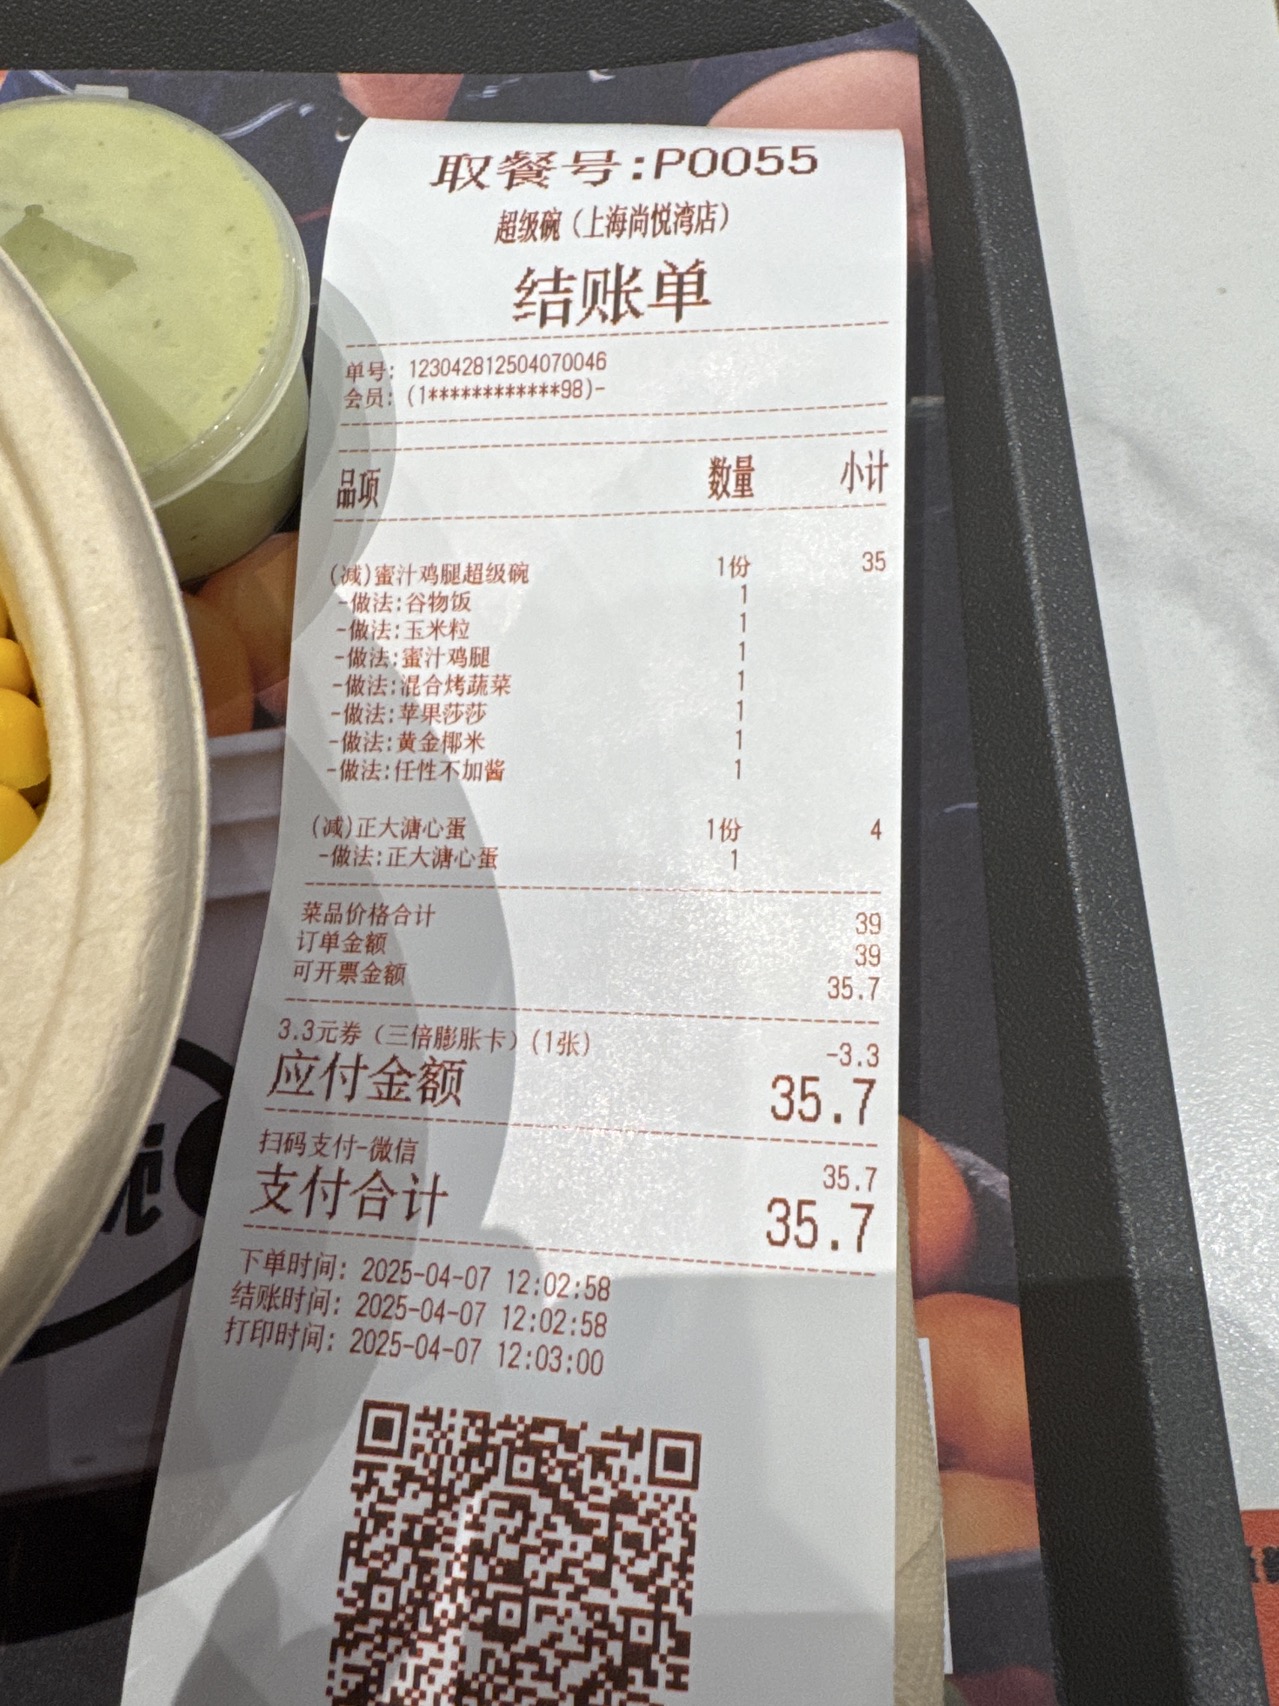 取餐号:P0055
超级碗（上海尚悦湾店）
结账单
单号: 123042812504070046
会员: (1************98)-
品项 数量 小计
(减)蜜汁鸡腿超级碗 1份 35
-做法:谷物饭 1
-做法:玉米粒 1
-做法:蜜汁鸡腿 1
-做法:混合烤蔬菜 1
-做法:苹果莎莎 1
-做法:黄金椰米 1
-做法:任性不加酱 1
(减)正大溏心蛋 1份 4
-做法:正大溏心蛋 1
菜品价格合计 39
订单金额 39
可开票金额 35.7
3.3元券（三倍膨胀卡）(1张) -3.3
应付金额 35.7
扫码支付-微信 35.7
支付合计 35.7
下单时间: 2025-04-07 12:02:58
结账时间: 2025-04-07 12:02:58
打印时间: 2025-04-07 12:03:00